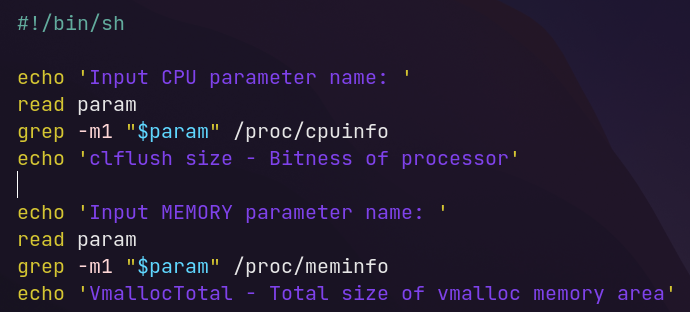 #!/bin/sh
echo 'Input CPU parameter name: '
read param
grep -m1 "$param" /proc/cpuinfo
echo 'clflush size - Bitness of processor'
echo 'Input MEMORY parameter name: '
read param
grep -m1 "$param" /proc/meminfo
echo 'VmallocTotal - Total size of vmalloc memory area'